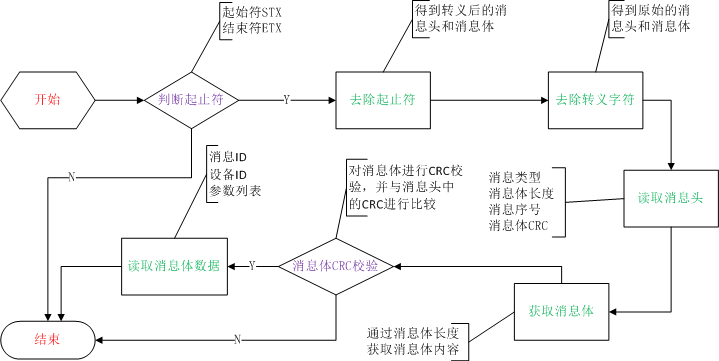 起始符STX
结束符ETX
得到转义后的消
息头和消息体
得到原始的消
息头和消息体
开始
判断起止符
Y
去除起止符
去除转义字符
N
消息ID
设备ID
参数列表
对消息体进行CRC校
验，并与消息头中
的CRC进行比较
消息类型
消息体长度
消息序号
消息体CRC
读取消息头
读取消息体数据
Y
消息体CRC校验
获取消息体
通过消息体长度
获取消息体内容
N
结束